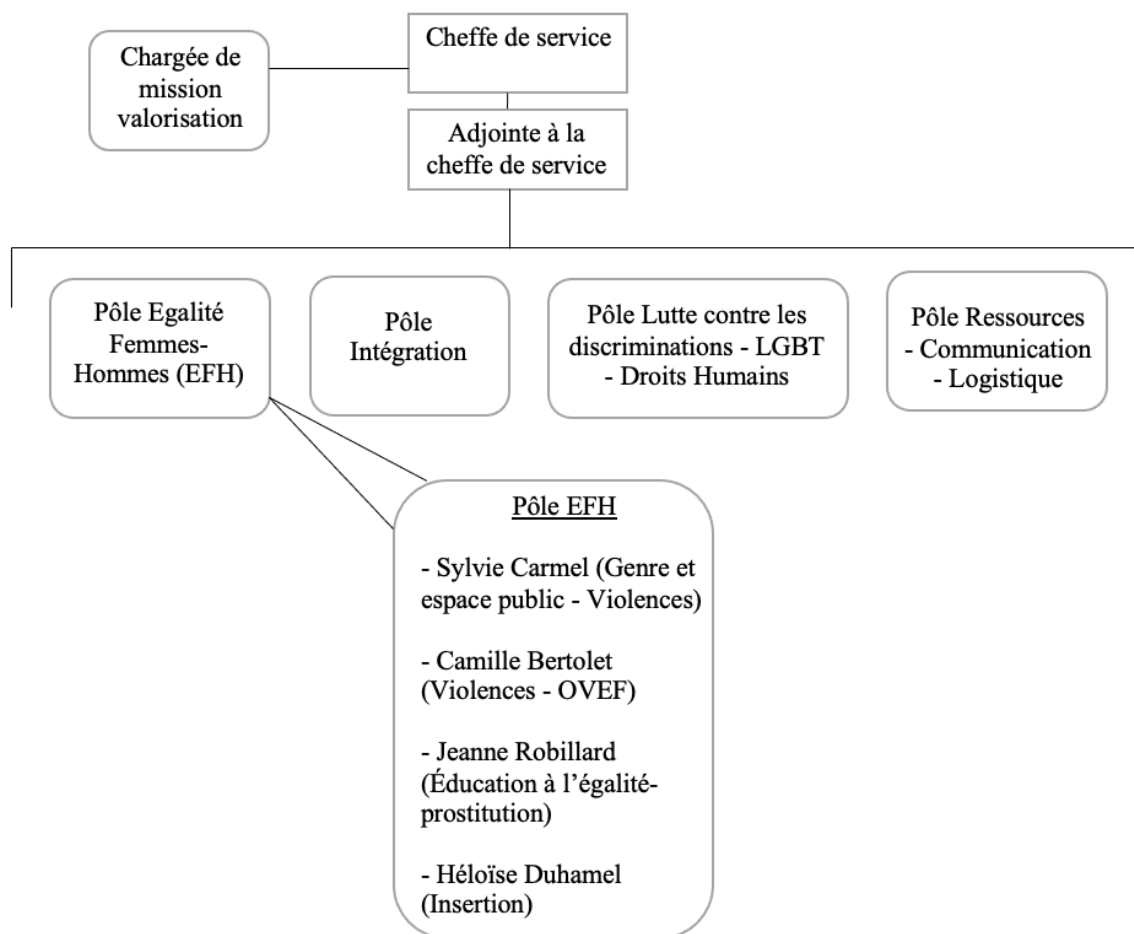 Cheffe de service
Chargée de
mission
valorisation
Adjointe à la
cheffe de service
Pôle Egalité
Femmes-
Hommes (EFH)
Pôle
Intégration
Pôle Lutte contre les
discriminations - LGBT
- Droits Humains
Pôle Ressources
- Communication
- Logistique
Pôle EFH
- Sylvie Carmel (Genre et
espace public - Violences)
- Camille Bertolet
(Violences - OVEF)
- Jeanne Robillard
(Éducation à l’égalité-
prostitution)
- Héloïse Duhamel
(Insertion)